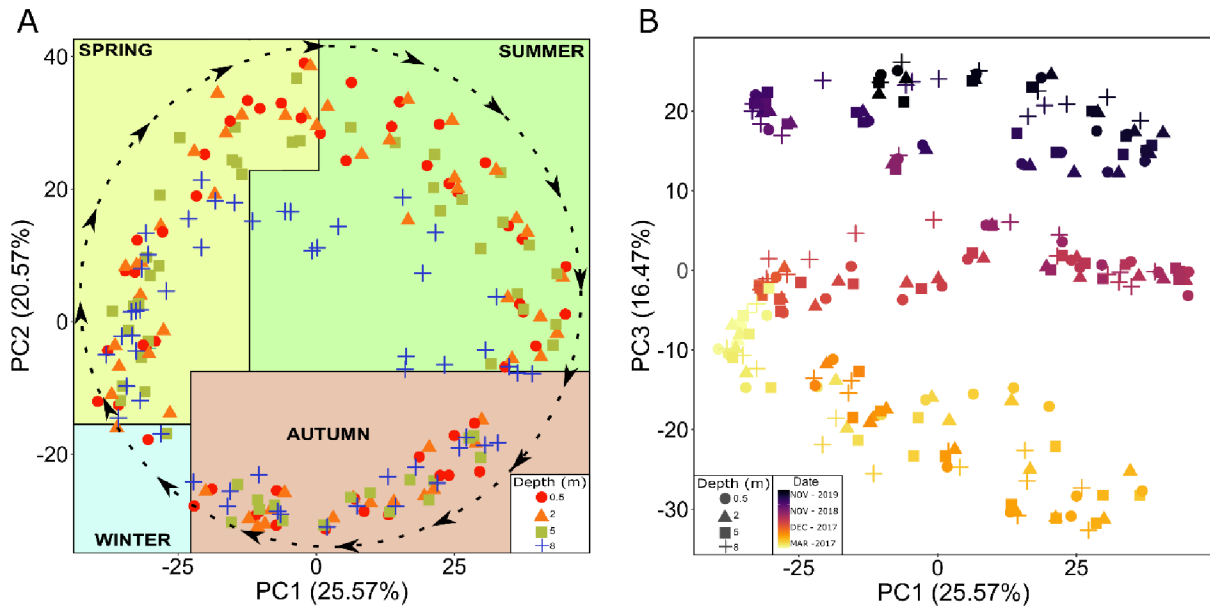 A
SPRING
SUMMER
AUTUMN
WINTER
40
20
0
-20
PC2 (20.57%)
-25
0
25
PC1 (25.57%)
Depth (m)
0.5
2
5
8
B
20
10
0
-10
-20
-30
PC3 (16.47%)
-25
0
25
PC1 (25.57%)
Depth (m)
0.5
2
5
8
Date
NOV - 2019
NOV - 2018
DEC - 2017
MAR - 2017